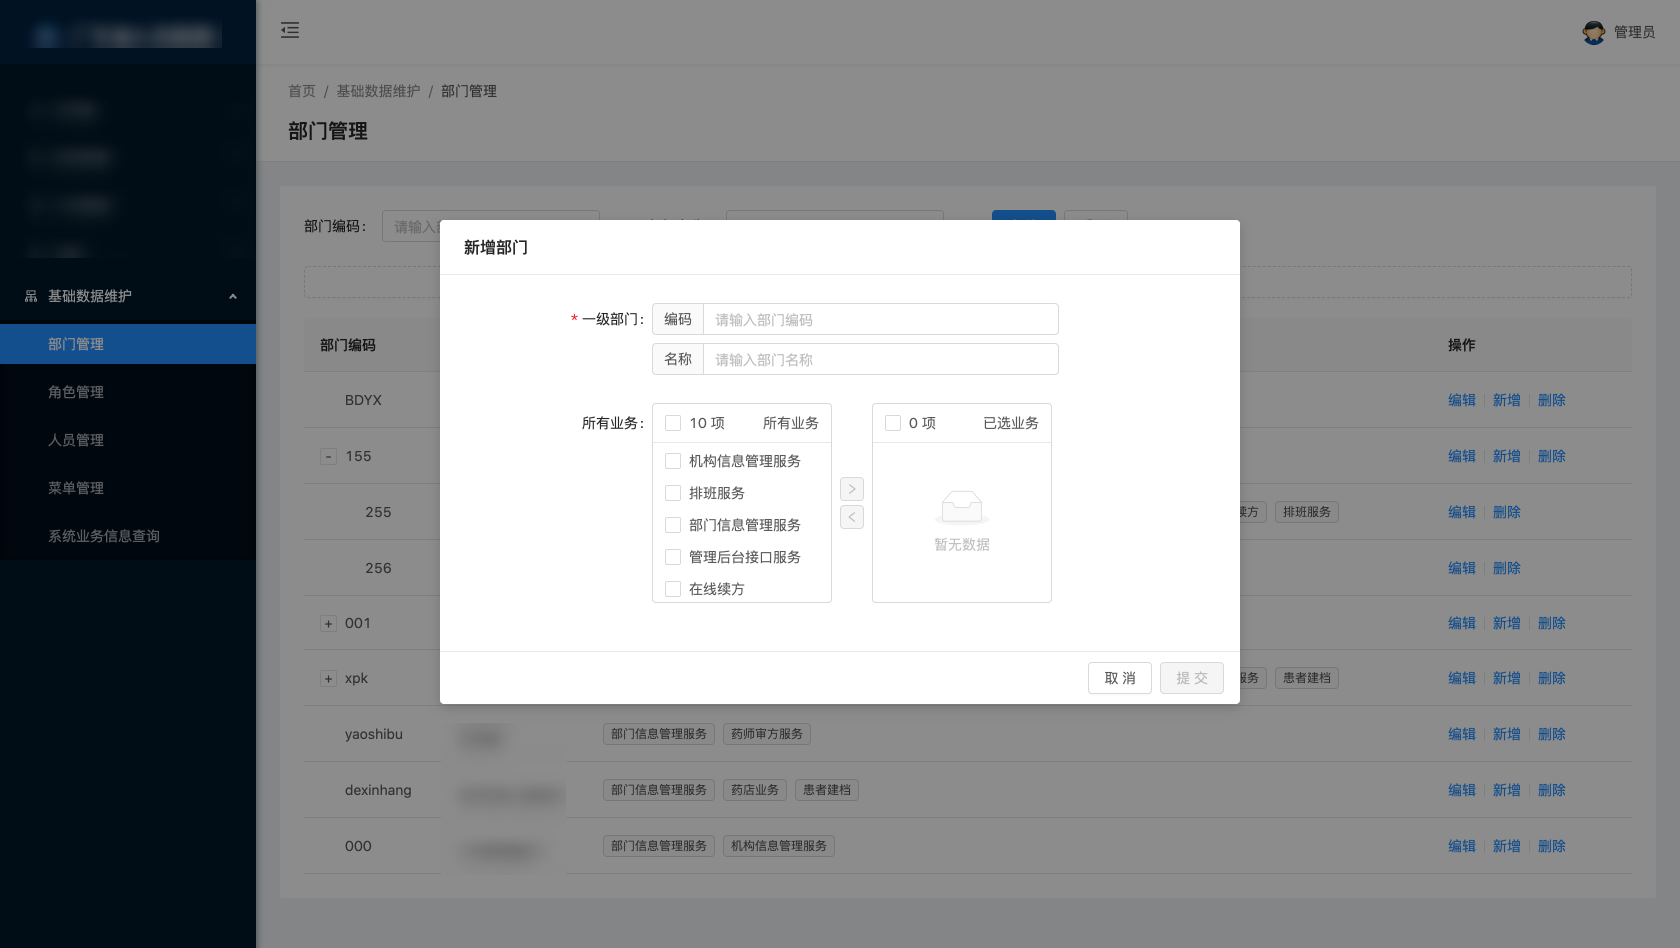 管理员
首页 / 基础数据维护 / 部门管理
部门管理
基础数据维护
部门管理
角色管理
人员管理
菜单管理
系统业务信息查询
部门编码：
请输入
新增部门
* 一级部门： 编码 请输入部门编码
名称 请输入部门名称
所有业务： 10 项 所有业务
机构信息管理服务
排班服务
部门信息管理服务
管理后台接口服务
在线续方
>
<
0 项 已选业务
暂无数据
取 消 提 交
部门编码 操作
BDYX 编辑 新增 删除
- 155 编辑 新增 删除
255 方 排班服务 编辑 删除
256 编辑 删除
+ 001 编辑 新增 删除
+ xpk 服务 患者建档 编辑 新增 删除
yaoshibu 部门信息管理服务 药师审方服务 编辑 新增 删除
dexinhang 部门信息管理服务 药店业务 患者建档 编辑 新增 删除
000 部门信息管理服务 机构信息管理服务 编辑 新增 删除